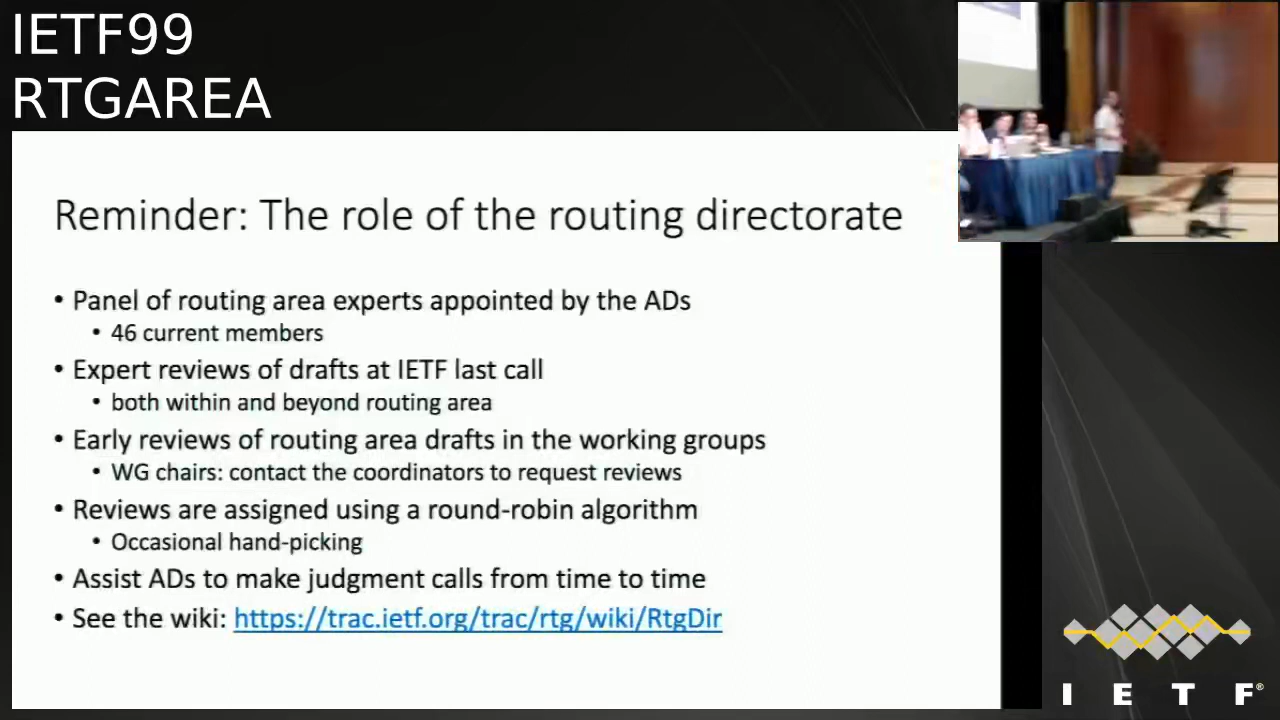 IETF99
RTGAREA
Reminder: The role of the routing directorate
• Panel of routing area experts appointed by the ADs
• 46 current members
• Expert reviews of drafts at IETF last call
• both within and beyond routing area
• Early reviews of routing area drafts in the working groups
• WG chairs: contact the coordinators to request reviews
• Reviews are assigned using a round-robin algorithm
• Occasional hand-picking
• Assist ADs to make judgment calls from time to time
• See the wiki: https://trac.ietf.org/trac/rtg/wiki/RtgDir
I E T F®